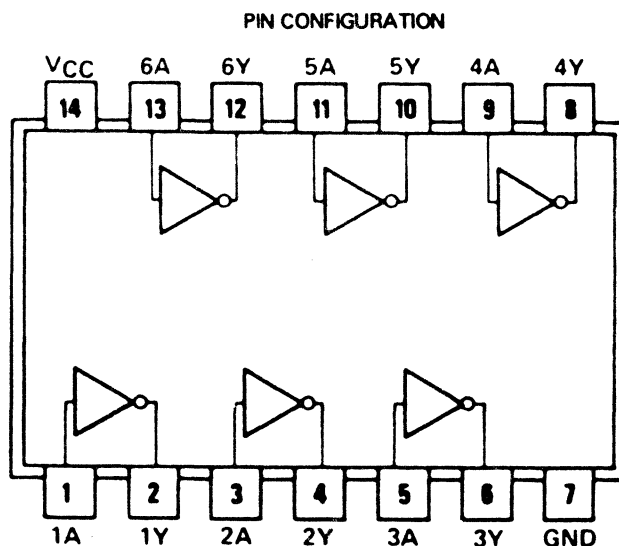 PIN CONFIGURATION
VCC 6A 6Y 5A 5Y 4A 4Y
14 13 12 11 10 9 8
1 2 3 4 5 6 7
1A 1Y 2A 2Y 3A 3Y GND